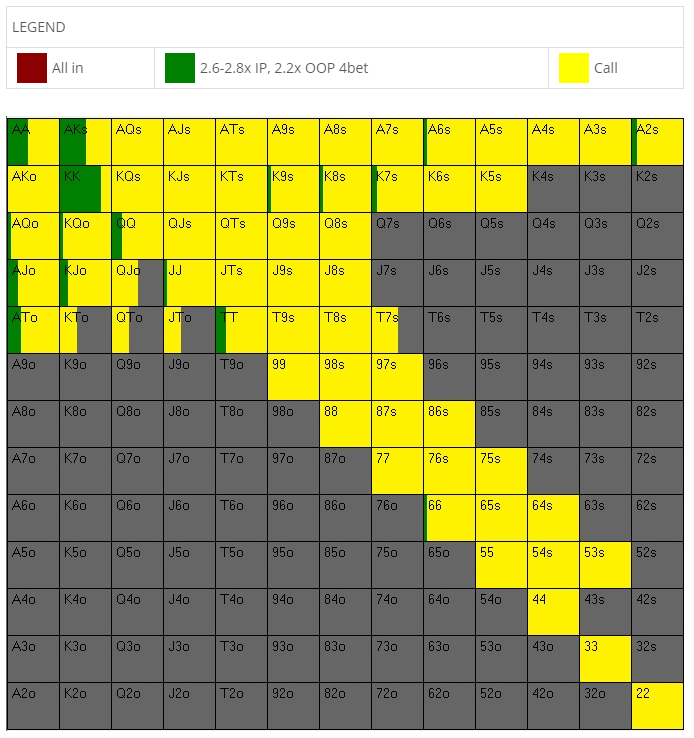 LEGEND
All in 2.6-2.8x IP, 2.2x OOP 4bet Call
AA AKs AQs AJs ATs A9s A8s A7s A6s A5s A4s A3s A2s
AKo KK KQs KJs KTs K9s K8s K7s K6s K5s K4s K3s K2s
AQo KQo QQ QJs QTs Q9s Q8s Q7s Q6s Q5s Q4s Q3s Q2s
AJo KJo QJo JJ JTs J9s J8s J7s J6s J5s J4s J3s J2s
ATo KTo QTo JTo TT T9s T8s T7s T6s T5s T4s T3s T2s
A9o K9o Q9o J9o T9o 99 98s 97s 96s 95s 94s 93s 92s
A8o K8o Q8o J8o T8o 98o 88 87s 86s 85s 84s 83s 82s
A7o K7o Q7o J7o T7o 97o 87o 77 76s 75s 74s 73s 72s
A6o K6o Q6o J6o T6o 96o 86o 76o 66 65s 64s 63s 62s
A5o K5o Q5o J5o T5o 95o 85o 75o 65o 55 54s 53s 52s
A4o K4o Q4o J4o T4o 94o 84o 74o 64o 54o 44 43s 42s
A3o K3o Q3o J3o T3o 93o 83o 73o 63o 53o 43o 33 32s
A2o K2o Q2o J2o T2o 92o 82o 72o 62o 52o 42o 32o 22